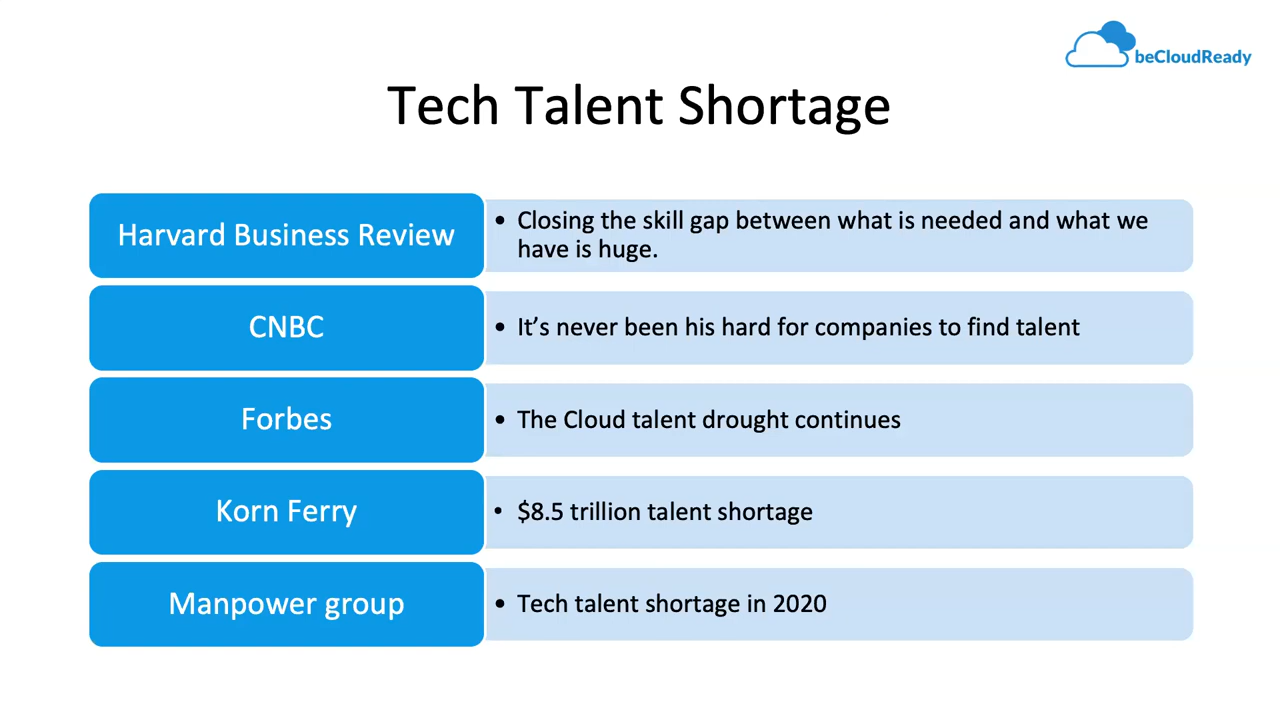 beCloudReady
Tech Talent Shortage
Harvard Business Review
• Closing the skill gap between what is needed and what we
have is huge.
CNBC
• It’s never been his hard for companies to find talent
Forbes
• The Cloud talent drought continues
Korn Ferry
• $8.5 trillion talent shortage
Manpower group
• Tech talent shortage in 2020